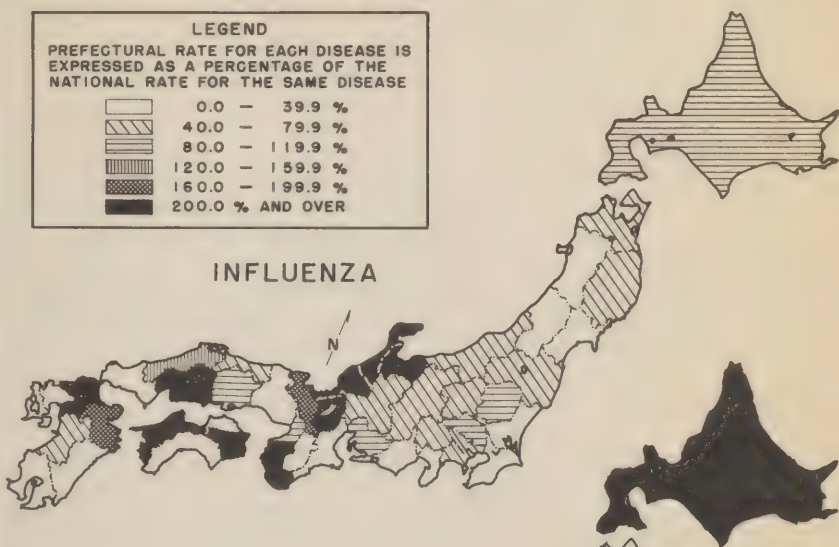 LEGEND
PREFECTURAL RATE FOR EACH DISEASE IS
EXPRESSED AS A PERCENTAGE OF THE
NATIONAL RATE FOR THE SAME DISEASE
0.0 – 39.9 %
40.0 – 79.9 %
80.0 – 119.9 %
120.0 – 159.9 %
160.0 – 199.9 %
200.0 % AND OVER
INFLUENZA
N